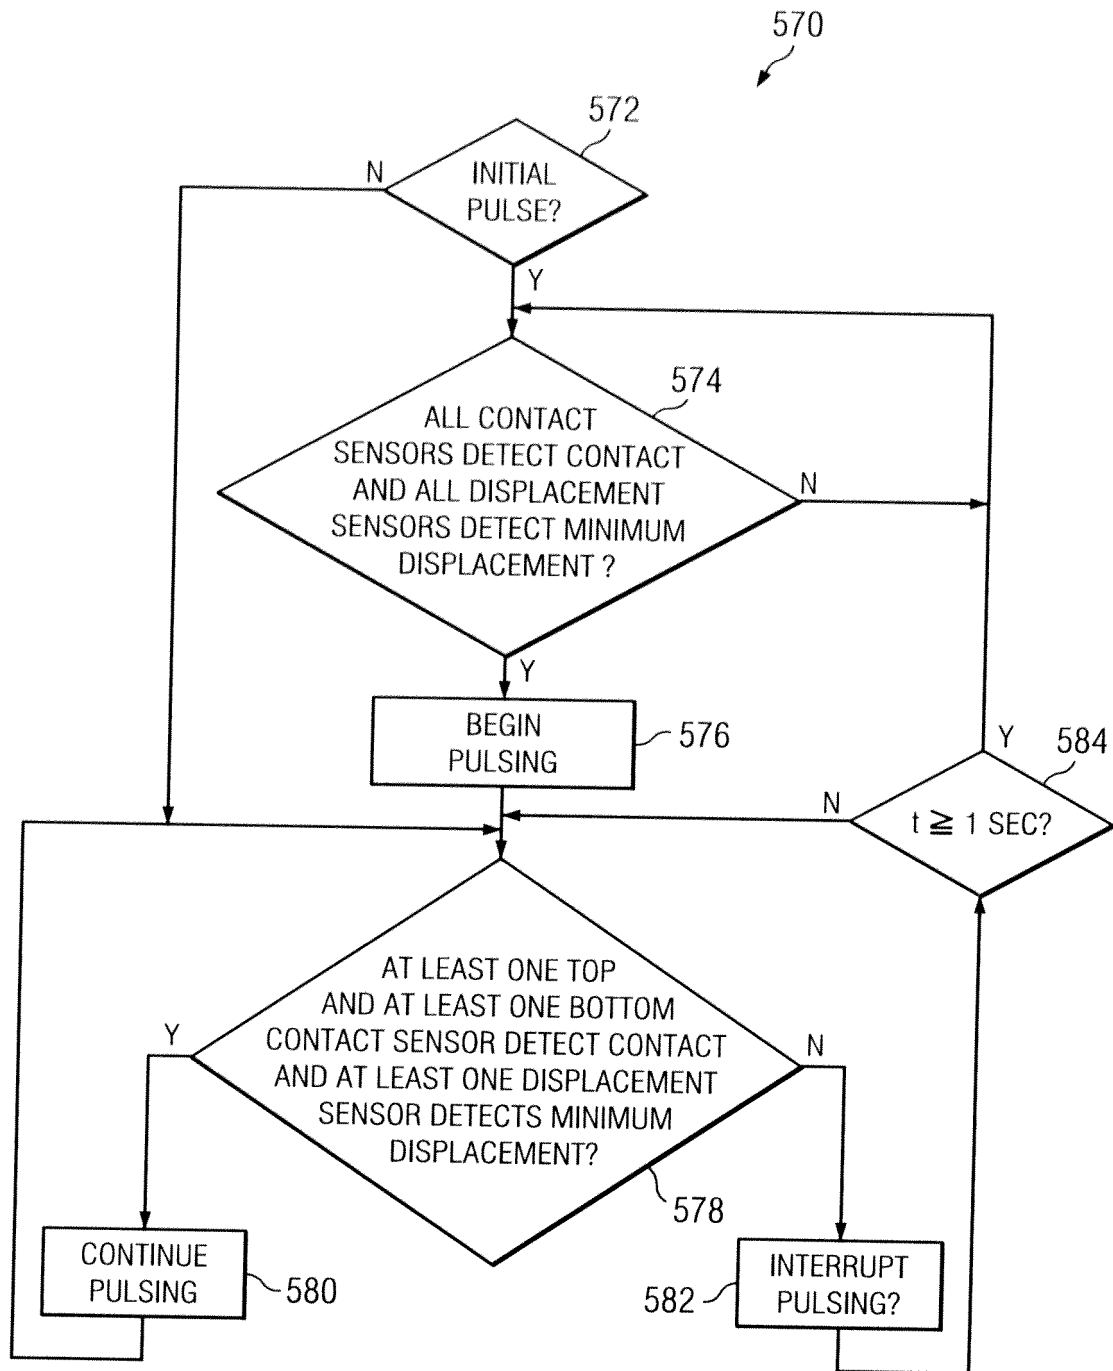 570
572
N
INITIAL
PULSE?
Y
574
ALL CONTACT
SENSORS DETECT CONTACT
AND ALL DISPLACEMENT
SENSORS DETECT MINIMUM
DISPLACEMENT ?
N
Y
BEGIN
PULSING
576
Y
584
N
t ≧ 1 SEC?
AT LEAST ONE TOP
AND AT LEAST ONE BOTTOM
CONTACT SENSOR DETECT CONTACT
AND AT LEAST ONE DISPLACEMENT
SENSOR DETECTS MINIMUM
DISPLACEMENT?
Y
N
578
CONTINUE
PULSING
580
582
INTERRUPT
PULSING?